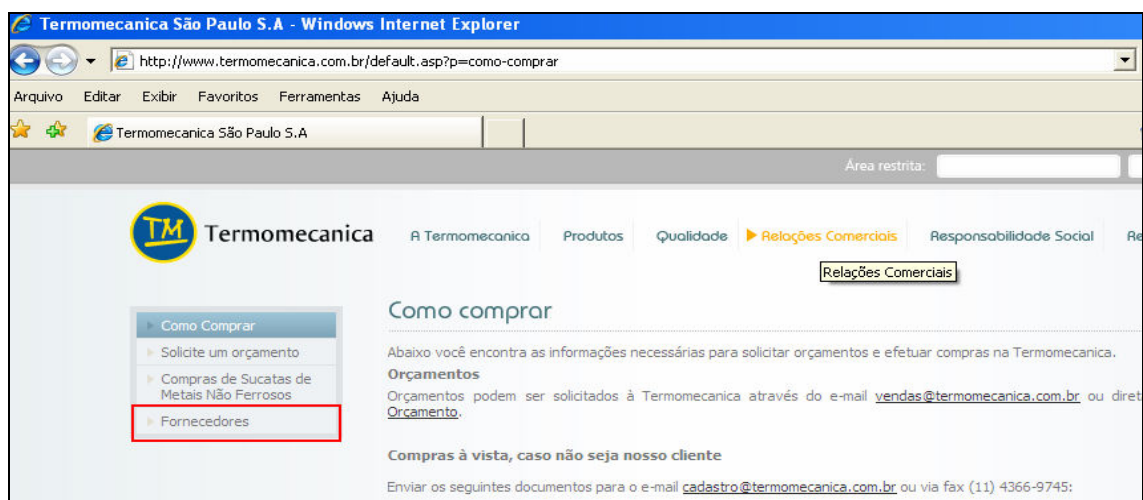 Termomecanica São Paulo S.A - Windows Internet Explorer
http://www.termomecanica.com.br/default.asp?p=como-comprar
Arquivo Editar Exibir Favoritos Ferramentas Ajuda
Termomecanica São Paulo S.A
Área restrita:
TM Termomecanica
A Termomecanica Produtos Qualidade Relações Comerciais Responsabilidade Social Re
Relações Comerciais
Como Comprar
Solicite um orçamento
Compras de Sucatas de
Metais Não Ferrosos
Fornecedores
Como comprar
Abaixo você encontra as informações necessárias para solicitar orçamentos e efetuar compras na Termomecanica.
Orçamentos
Orçamentos podem ser solicitados à Termomecanica através do e-mail vendas@termomecanica.com.br ou diret
Orçamento.
Compras à vista, caso não seja nosso cliente
Enviar os seguintes documentos para o e-mail cadastro@termomecanica.com.br ou via fax (11) 4366-9745: